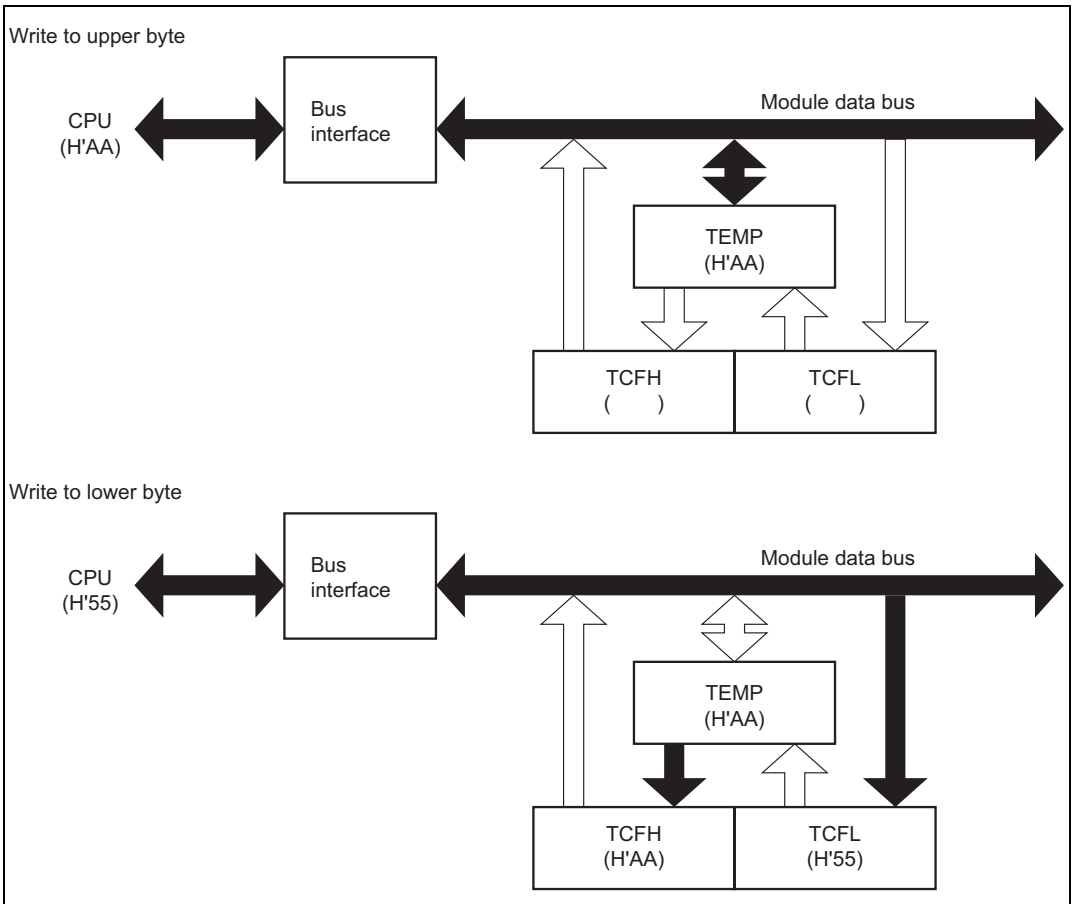 Write to upper byte
CPU
(H'AA)
Bus
interface
Module data bus
TEMP
(H'AA)
TCFH
(      )
TCFL
(      )
Write to lower byte
CPU
(H'55)
Bus
interface
Module data bus
TEMP
(H'AA)
TCFH
(H'AA)
TCFL
(H'55)